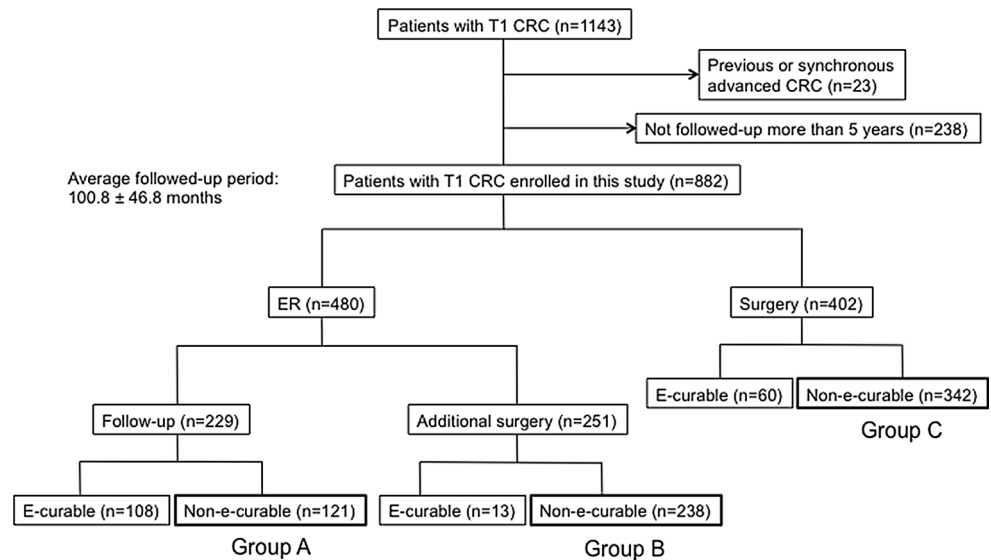 Patients with T1 CRC (n=1143)
Previous or synchronous
advanced CRC (n=23)
Not followed-up more than 5 years (n=238)
Average followed-up period:
100.8 ± 46.8 months
Patients with T1 CRC enrolled in this study (n=882)
ER (n=480)
Surgery (n=402)
E-curable (n=60)
Non-e-curable (n=342)
Group C
Follow-up (n=229)
Additional surgery (n=251)
E-curable (n=108)
Non-e-curable (n=121)
E-curable (n=13)
Non-e-curable (n=238)
Group A
Group B